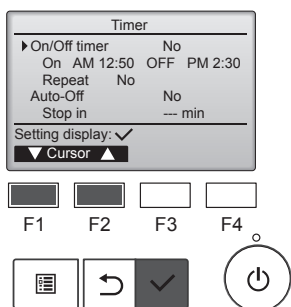 Timer
On/Off timer No
On AM 12:50 OFF PM 2:30
Repeat No
Auto-Off No
Stop in --- min
Setting display: ✓
▼ Cursor ▲
F1 F2 F3 F4